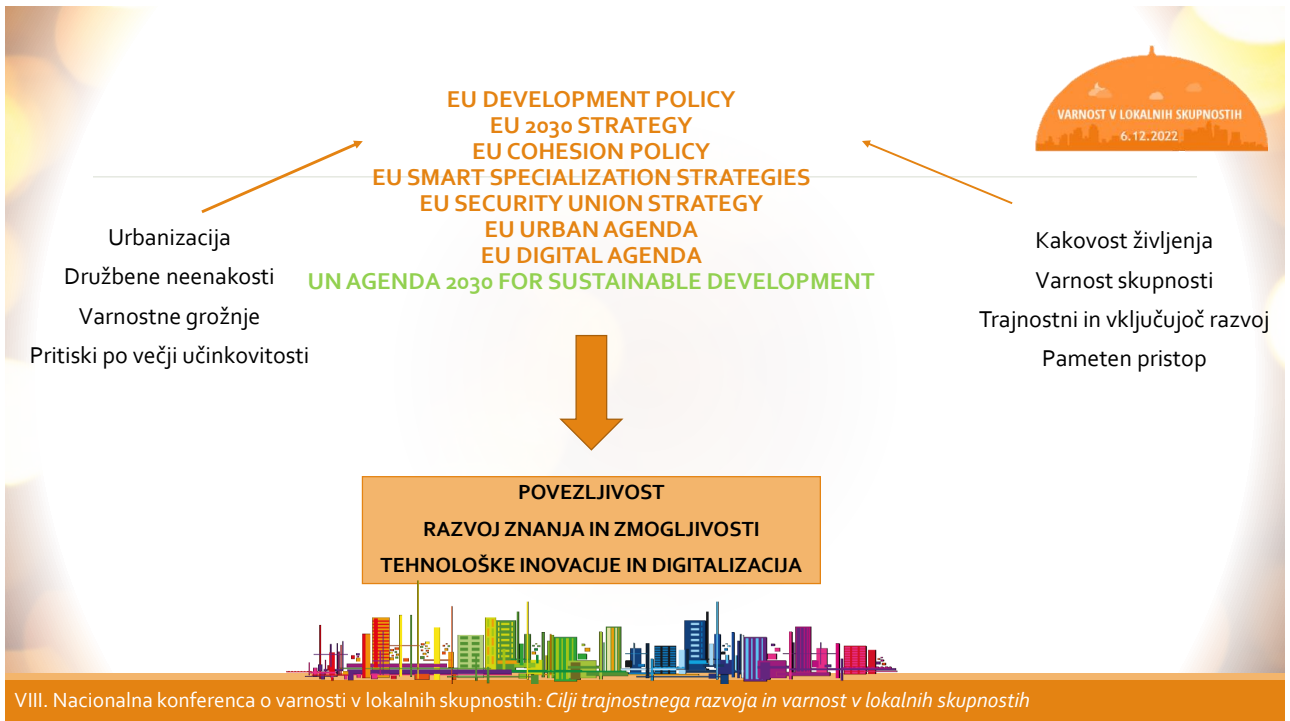 VARNOST V LOKALNIH SKUPNOSTIH
6.12.2022
EU DEVELOPMENT POLICY
EU 2030 STRATEGY
EU COHESION POLICY
EU SMART SPECIALIZATION STRATEGIES
EU SECURITY UNION STRATEGY
EU URBAN AGENDA
EU DIGITAL AGENDA
UN AGENDA 2030 FOR SUSTAINABLE DEVELOPMENT
Urbanizacija
Družbene neenakosti
Varnostne grožnje
Pritiski po večji učinkovitosti
Kakovost življenja
Varnost skupnosti
Trajnostni in vključujoč razvoj
Pameten pristop
POVEZLJIVOST
RAZVOJ ZNANJA IN ZMOGLJIVOSTI
TEHNOLOŠKE INOVACIJE IN DIGITALIZACIJA
VIII. Nacionalna konferenca o varnosti v lokalnih skupnostih: Cilji trajnostnega razvoja in varnost v lokalnih skupnostih